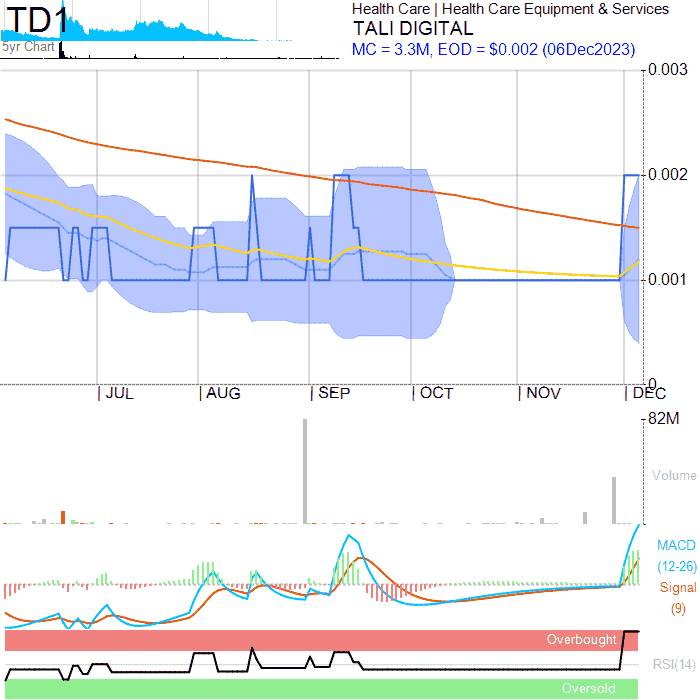 TD1
5yr Chart
Health Care | Health Care Equipment & Services
TALI DIGITAL
MC = 3.3M, EOD = $0.002 (06Dec2023)
0.003
0.002
0.001
0
JUL
AUG
SEP
OCT
NOV
DEC
82M
Volume
MACD
(12-26)
Signal
(9)
Overbought
RSI(14)
Oversold